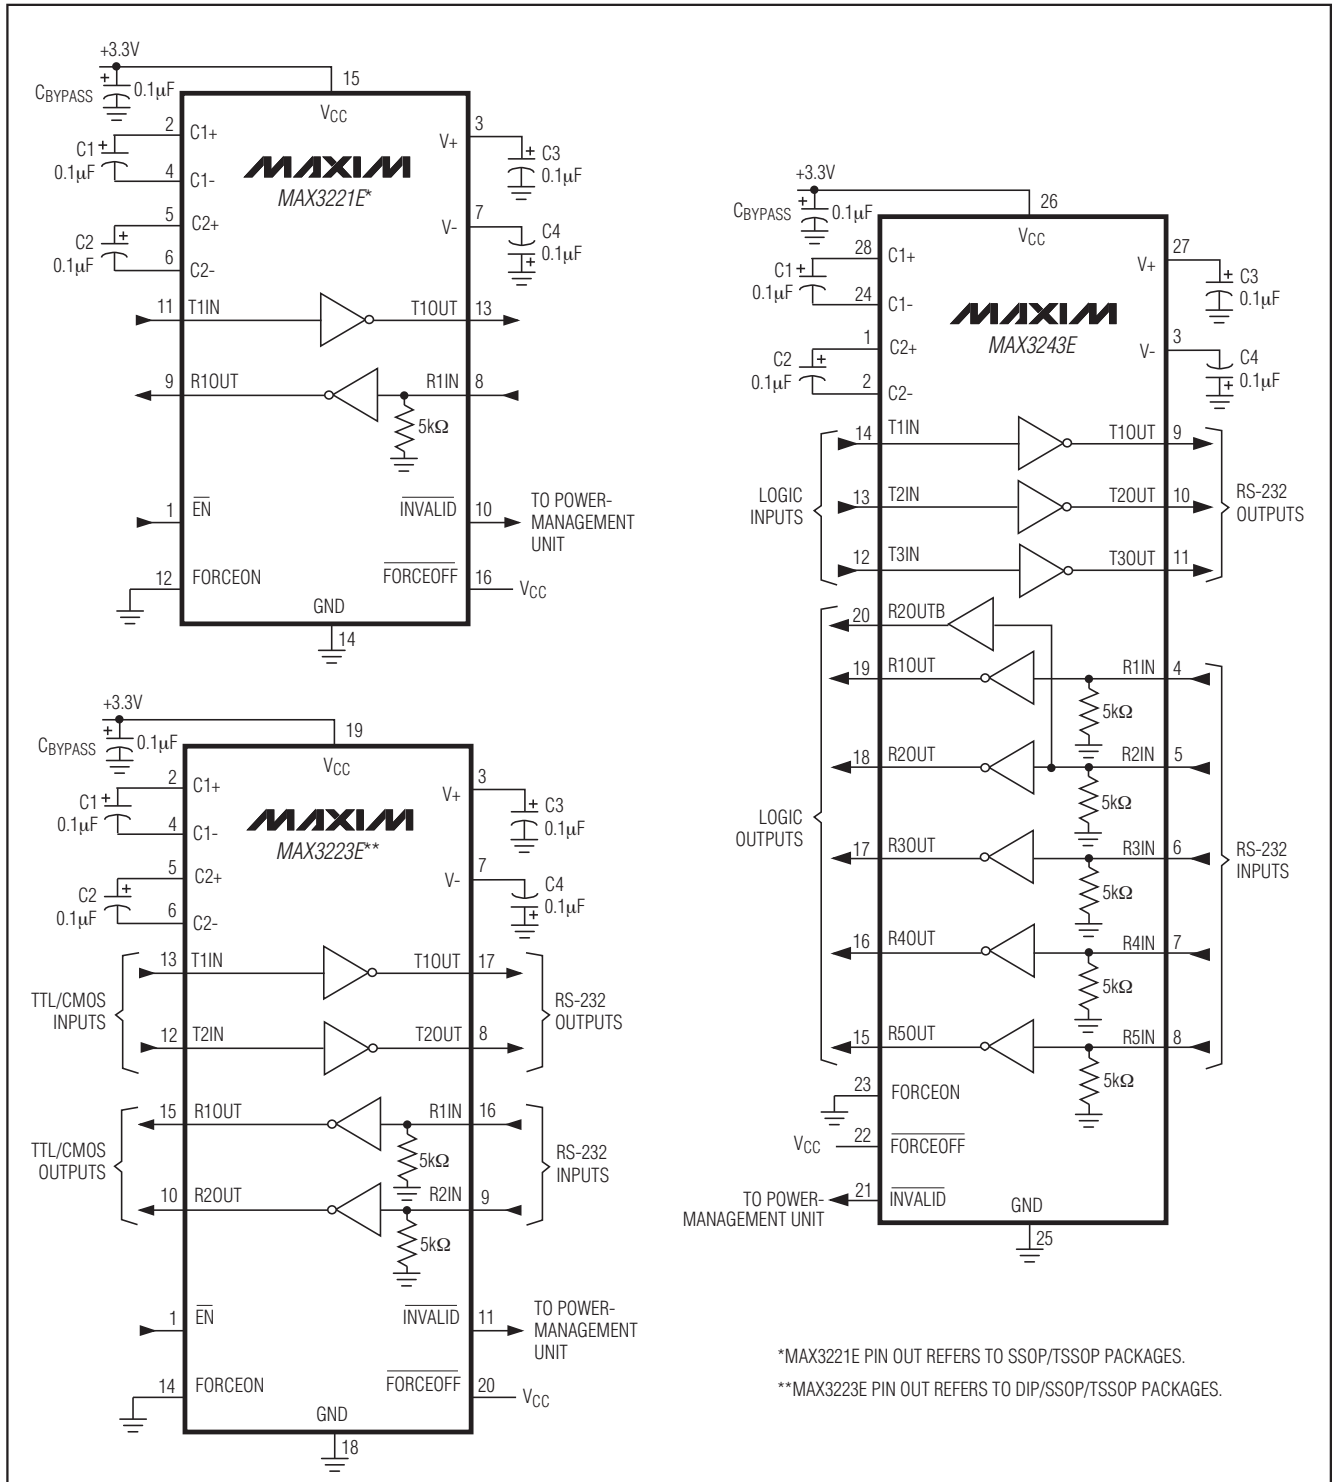 +3.3V
CBYPASS
+
0.1µF
15
VCC
2
C1+
C1
+
0.1µF
4
C1-
MAXIM
MAX3221E*
3
V+
+
C3
0.1µF
5
C2+
C2
+
0.1µF
6
C2-
7
V-
C4
0.1µF
+
11
T1IN
T1OUT
13
9
R1OUT
R1IN
8
5kΩ
1
EN
INVALID
10
TO POWER-
MANAGEMENT
UNIT
12
FORCEON
FORCEOFF
16
VCC
GND
14
+3.3V
CBYPASS
+
0.1µF
19
VCC
2
C1+
C1
+
0.1µF
4
C1-
MAXIM
MAX3223E**
3
V+
+
C3
0.1µF
5
C2+
C2
+
0.1µF
6
C2-
7
V-
C4
0.1µF
+
TTL/CMOS
INPUTS
13
T1IN
T1OUT
17
12
T2IN
T2OUT
8
RS-232
OUTPUTS
TTL/CMOS
OUTPUTS
15
R1OUT
R1IN
16
5kΩ
10
R2OUT
R2IN
9
5kΩ
RS-232
INPUTS
1
EN
INVALID
11
TO POWER-
MANAGEMENT
UNIT
14
FORCEON
FORCEOFF
20
VCC
GND
18
+3.3V
CBYPASS
+
0.1µF
26
VCC
28
C1+
C1
+
0.1µF
24
C1-
MAXIM
MAX3243E
27
V+
+
C3
0.1µF
1
C2+
C2
+
0.1µF
2
C2-
3
V-
C4
0.1µF
+
LOGIC
INPUTS
14
T1IN
T1OUT
9
13
T2IN
T2OUT
10
12
T3IN
T3OUT
11
RS-232
OUTPUTS
LOGIC
OUTPUTS
20
R2OUTB
19
R1OUT
R1IN
4
5kΩ
18
R2OUT
R2IN
5
5kΩ
17
R3OUT
R3IN
6
5kΩ
16
R4OUT
R4IN
7
5kΩ
15
R5OUT
R5IN
8
5kΩ
RS-232
INPUTS
23
FORCEON
VCC
22
FORCEOFF
TO POWER-
MANAGEMENT UNIT
21
INVALID
GND
25
*MAX3221E PIN OUT REFERS TO SSOP/TSSOP PACKAGES.
**MAX3223E PIN OUT REFERS TO DIP/SSOP/TSSOP PACKAGES.